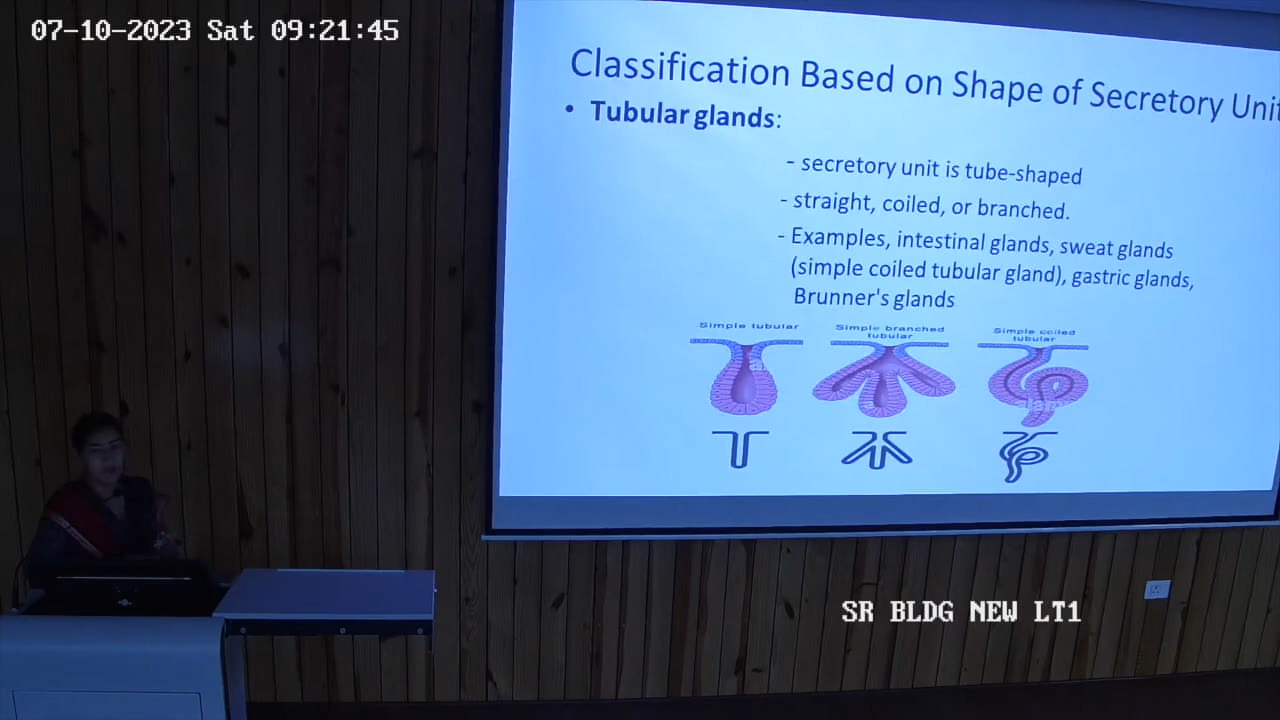 07-10-2023 Sat 09:21:45
Classification Based on Shape of Secretory Unit
• Tubular glands:
- secretory unit is tube-shaped
- straight, coiled, or branched.
- Examples, intestinal glands, sweat glands
(simple coiled tubular gland), gastric glands,
Brunner's glands
Simple tubular
Simple branched
tubular
Simple coiled
tubular
SR BLDG NEW LT1